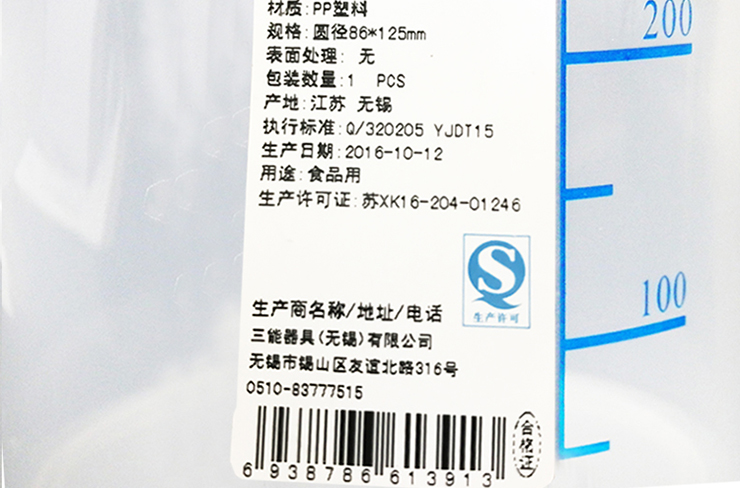 材质:PP塑料
规格:圆径86*125mm
表面处理: 无
包装数量:1 PCS
产地:江苏 无锡
执行标准:Q/320205 YJDT15
生产日期:2016-10-12
用途:食品用
生产许可证:苏XK16-204-01246
生产许可
生产商名称/地址/电话
三能器具(无锡)有限公司
无锡市锡山区友谊北路316号
0510-83777515
6938786613913
合格证
200
100